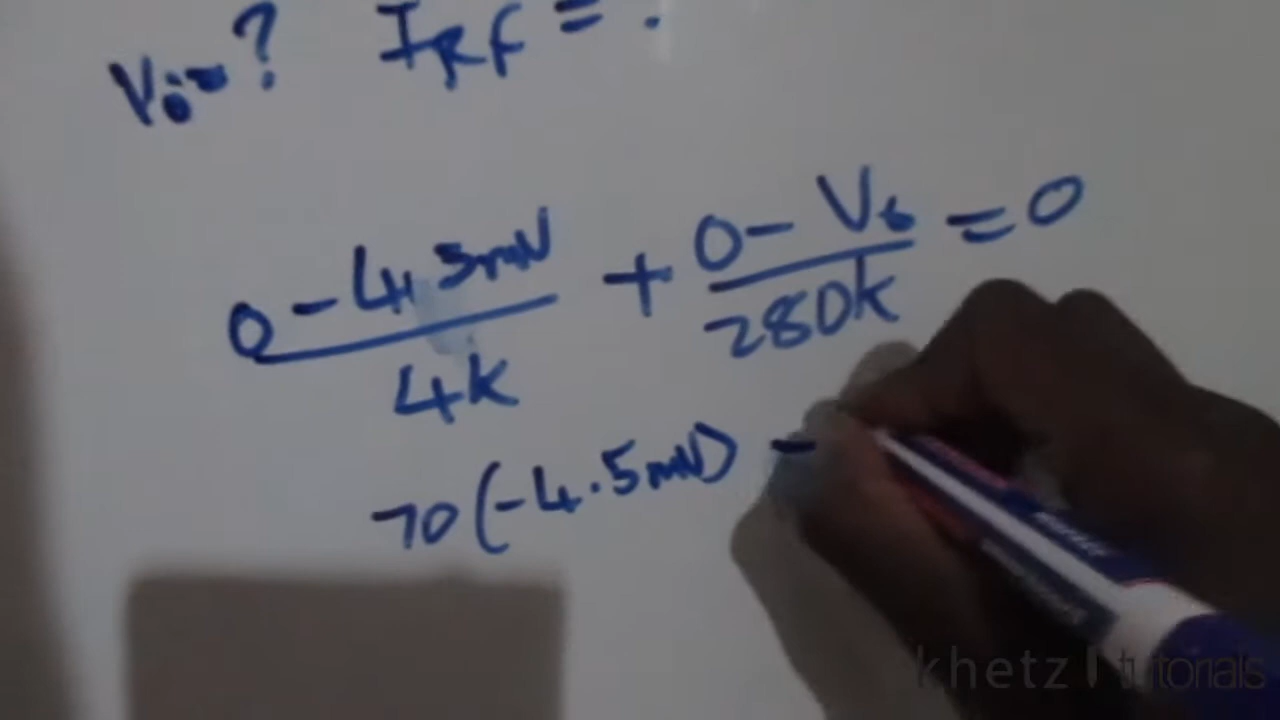 Vo=? IRF = ?
0 - 4.5mV / 4k + 0 - Vo / 280k = 0
70(-4.5mV) -
khetz tutorials